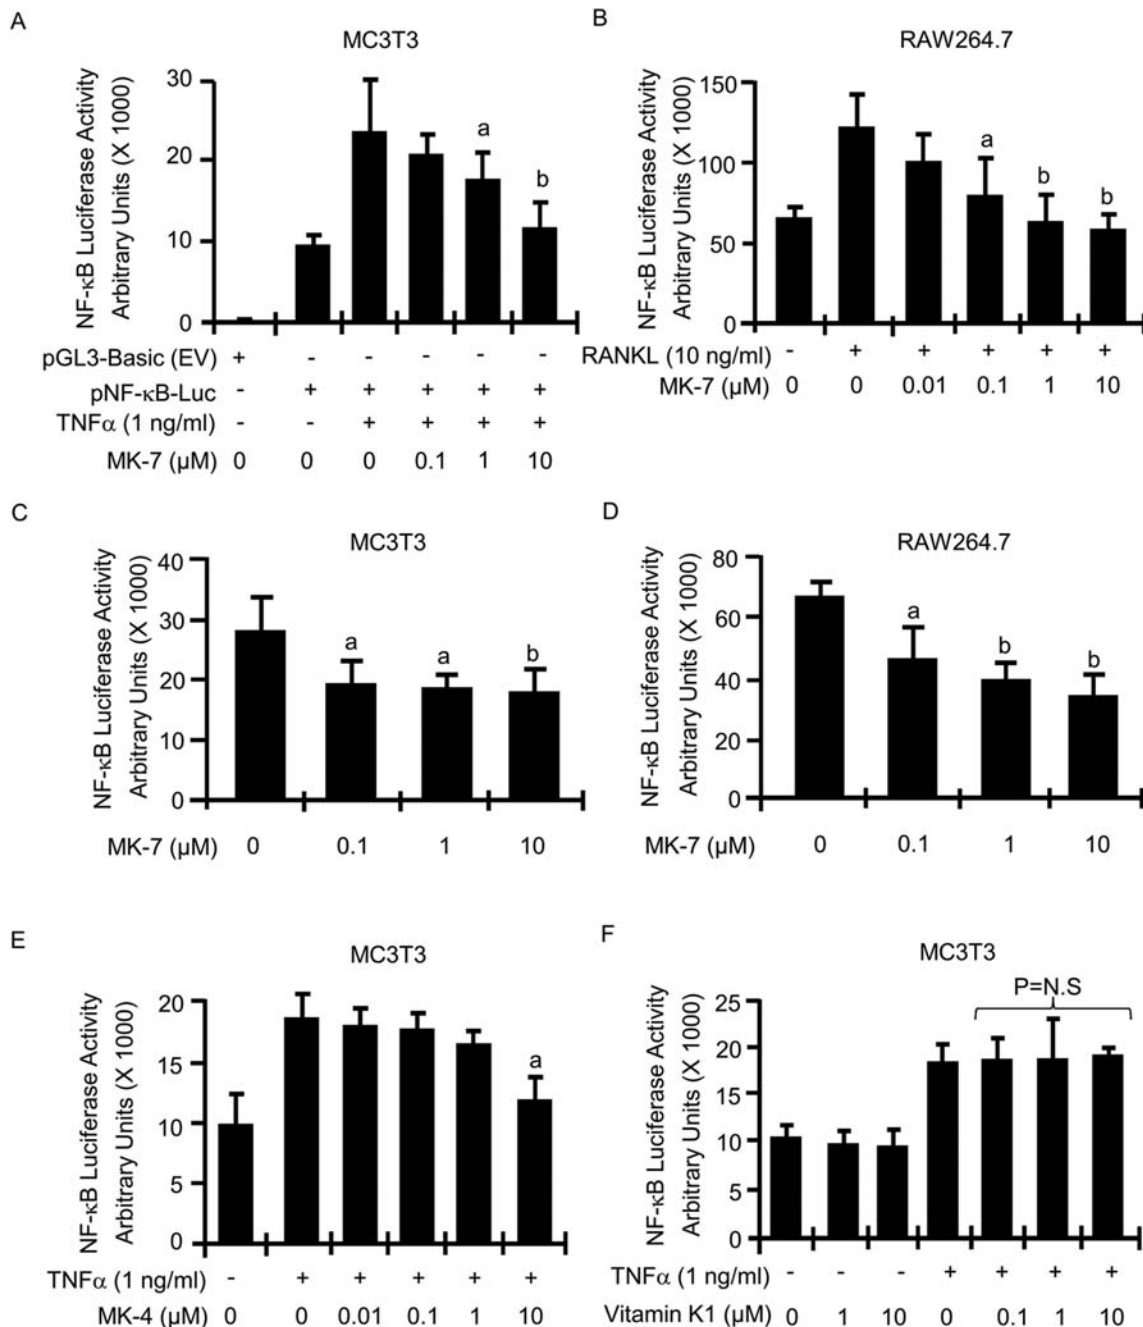 A
MC3T3
NF-κB Luciferase Activity
Arbitrary Units (X 1000)
30
20
10
0
a
b
pGL3-Basic (EV) + - - - - -
pNF-κB-Luc - + + + + +
TNFα (1 ng/ml) - - + + + +
MK-7 (µM) 0 0 0 0.1 1 10
B
RAW264.7
NF-κB Luciferase Activity
Arbitrary Units (X 1000)
150
100
50
0
a
b
b
RANKL (10 ng/ml) - + + + + +
MK-7 (µM) 0 0 0.01 0.1 1 10
C
MC3T3
NF-κB Luciferase Activity
Arbitrary Units (X 1000)
40
30
20
10
0
a
a
b
MK-7 (µM) 0 0.1 1 10
D
RAW264.7
NF-κB Luciferase Activity
Arbitrary Units (X 1000)
80
60
40
20
0
a
b
b
MK-7 (µM) 0 0.1 1 10
E
MC3T3
NF-κB Luciferase Activity
Arbitrary Units (X 1000)
20
15
10
5
0
a
TNFα (1 ng/ml) - + + + + +
MK-4 (µM) 0 0 0.01 0.1 1 10
F
MC3T3
NF-κB Luciferase Activity
Arbitrary Units (X 1000)
25
20
15
10
5
0
P=N.S
TNFα (1 ng/ml) - - - + + + +
Vitamin K1 (µM) 0 1 10 0 0.1 1 10